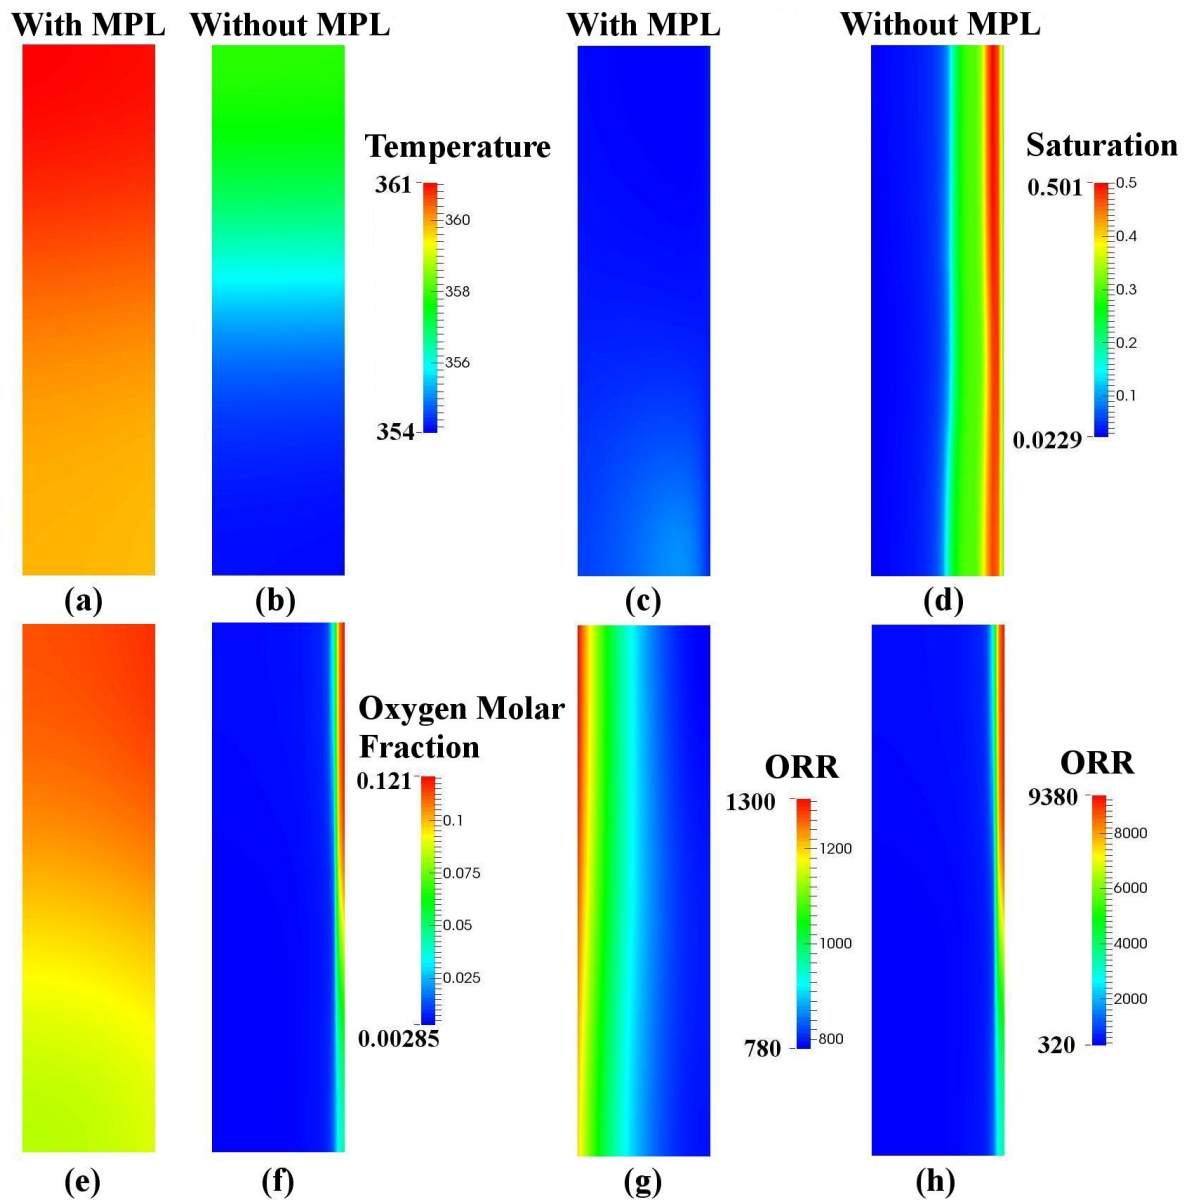 With MPL
Without MPL
With MPL
Without MPL
Temperature
361
360
358
356
354
Saturation
0.501
0.5
0.4
0.3
0.2
0.1
0.0229
(a)
(b)
(c)
(d)
Oxygen Molar
Fraction
0.121
0.1
0.075
0.05
0.025
0.00285
ORR
1300
1200
1000
800
780
ORR
9380
8000
6000
4000
2000
320
(e)
(f)
(g)
(h)